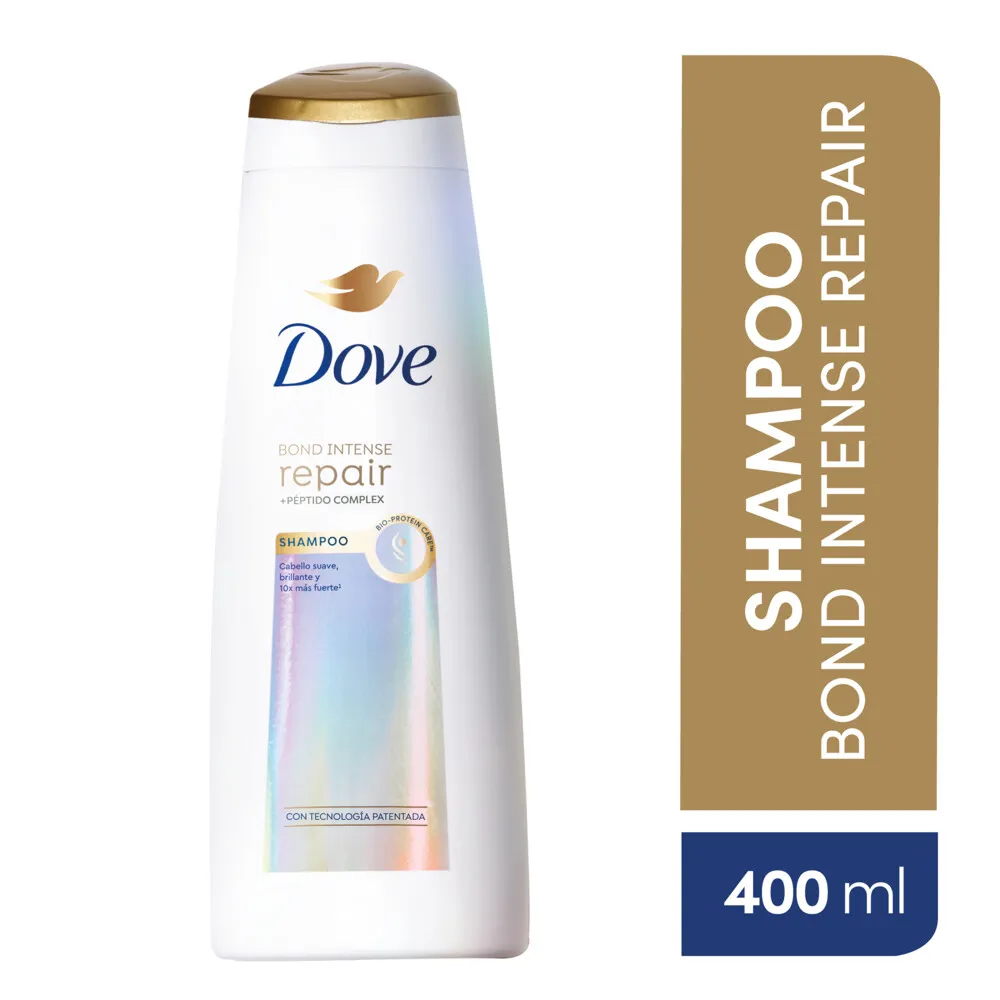 Dove
BOND INTENSE
repair
+PÉPTIDO COMPLEX
SHAMPOO
BIO-PROTEIN CARE™
Cabello suave,
brillante y
10x más fuerte¹
CON TECNOLOGÍA PATENTADA
SHAMPOO
BOND INTENSE REPAIR
400 ml